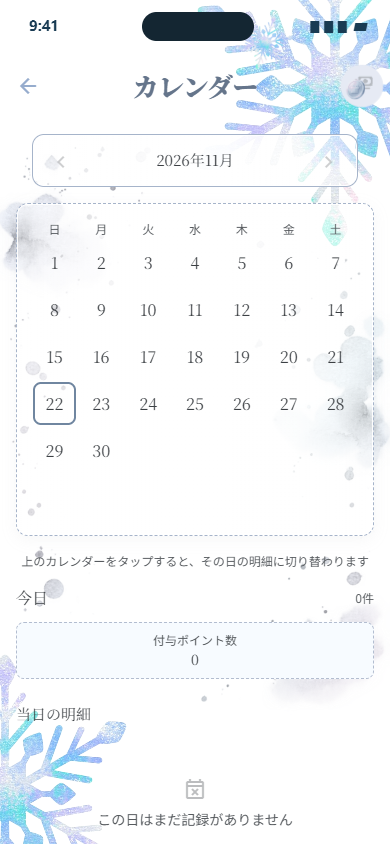 9:41
カレンダー
2026年11月
日 月 火 水 木 金 土
1 2 3 4 5 6 7
8 9 10 11 12 13 14
15 16 17 18 19 20 21
22 23 24 25 26 27 28
29 30
上のカレンダーをタップすると、その日の明細に切り替わります
今日 0件
付与ポイント数
0
当日の明細
この日はまだ記録がありません